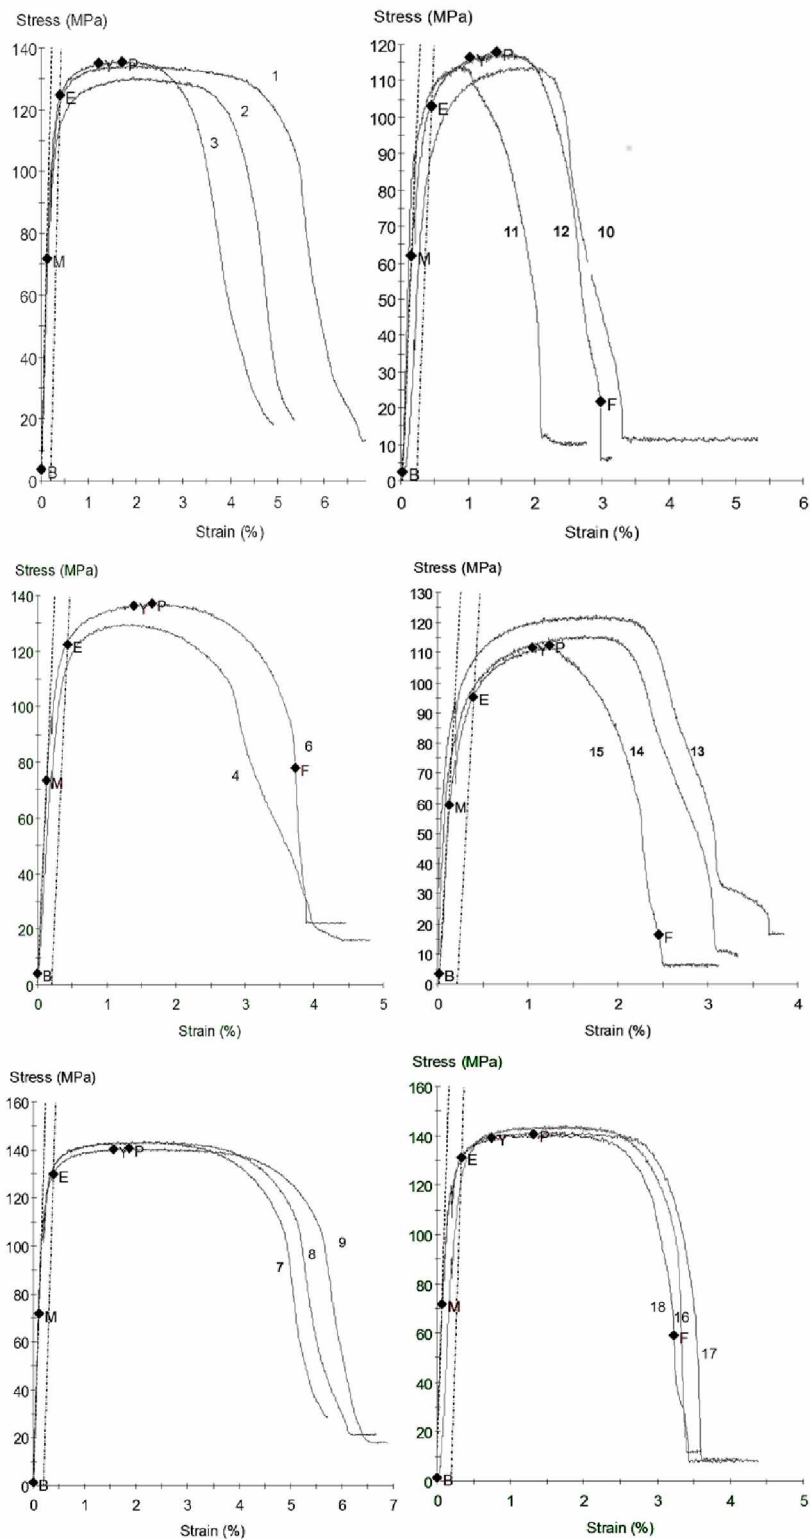 Stress (MPa)
140
120
100
80
60
40
20
0
E
Y
P
M
B
1
2
3
0 1 2 3 4 5 6
Strain (%)
Stress (MPa)
120
110
100
90
80
70
60
50
40
30
20
10
0
Y
P
E
M
B
F
11
12
10
0 1 2 3 4 5 6
Strain (%)
Stress (MPa)
140
120
100
80
60
40
20
0
Y
P
E
M
B
F
4
6
0 1 2 3 4 5
Strain (%)
Stress (MPa)
130
120
110
100
90
80
70
60
50
40
30
20
10
0
Y
P
E
M
B
F
15
14
13
0 1 2 3 4
Strain (%)
Stress (MPa)
160
140
120
100
80
60
40
20
0
Y
P
E
M
B
7
8
9
0 1 2 3 4 5 6 7
Strain (%)
Stress (MPa)
160
140
120
100
80
60
40
20
0
Y
P
E
M
B
F
18
16
17
0 1 2 3 4 5
Strain (%)